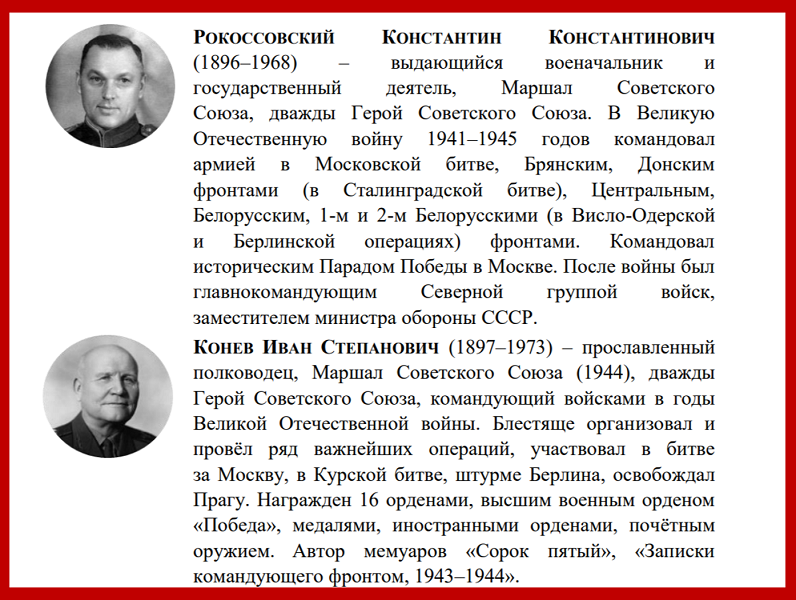 РОКОССОВСКИЙ КОНСТАНТИН КОНСТАНТИНОВИЧ
(1896–1968) – выдающийся военачальник и
государственный деятель, Маршал Советского
Союза, дважды Герой Советского Союза. В Великую
Отечественную войну 1941–1945 годов командовал
армией в Московской битве, Брянским, Донским
фронтами (в Сталинградской битве), Центральным,
Белорусским, 1-м и 2-м Белорусскими (в Висло-Одерской
и Берлинской операциях) фронтами. Командовал
историческим Парадом Победы в Москве. После войны был
главнокомандующим Северной группой войск,
заместителем министра обороны СССР.
КОНЕВ ИВАН СТЕПАНОВИЧ (1897–1973) – прославленный
полководец, Маршал Советского Союза (1944), дважды
Герой Советского Союза, командующий войсками в годы
Великой Отечественной войны. Блестяще организовал и
провёл ряд важнейших операций, участвовал в битве
за Москву, в Курской битве, штурме Берлина, освобождал
Прагу. Награжден 16 орденами, высшим военным орденом
«Победа», медалями, иностранными орденами, почётным
оружием. Автор мемуаров «Сорок пятый», «Записки
командующего фронтом, 1943–1944».